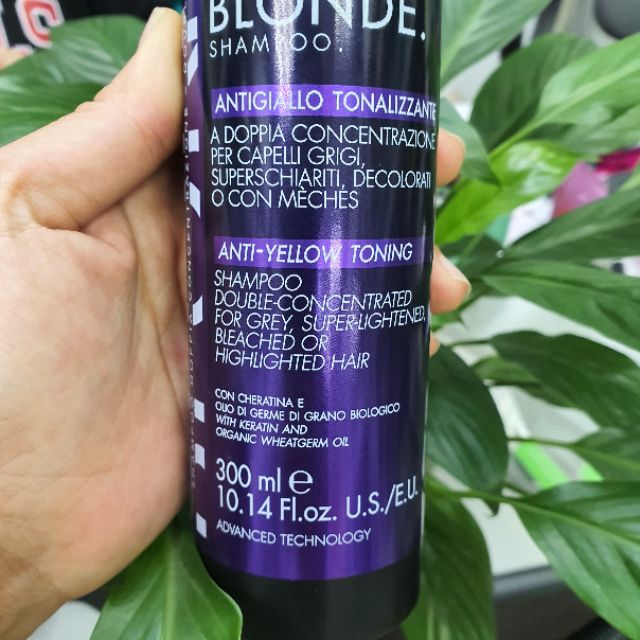 BLONDE.
SHAMPOO.
ANTIGIALLO TONALIZZANTE
A DOPPIA CONCENTRAZIONE
PER CAPELLI GRIGI,
SUPERSCHIARITI, DECOLORATI
O CON MÈCHES
ANTI-YELLOW TONING
SHAMPOO
DOUBLE-CONCENTRATED
FOR GREY, SUPER-LIGHTENED,
BLEACHED OR
HIGHLIGHTED HAIR
CON CHERATINA E
OLIO DI GERME DI GRANO BIOLOGICO
WITH KERATIN AND
ORGANIC WHEATGERM OIL
300 ml e
10.14 Fl.oz. U.S./E.U.
ADVANCED TECHNOLOGY